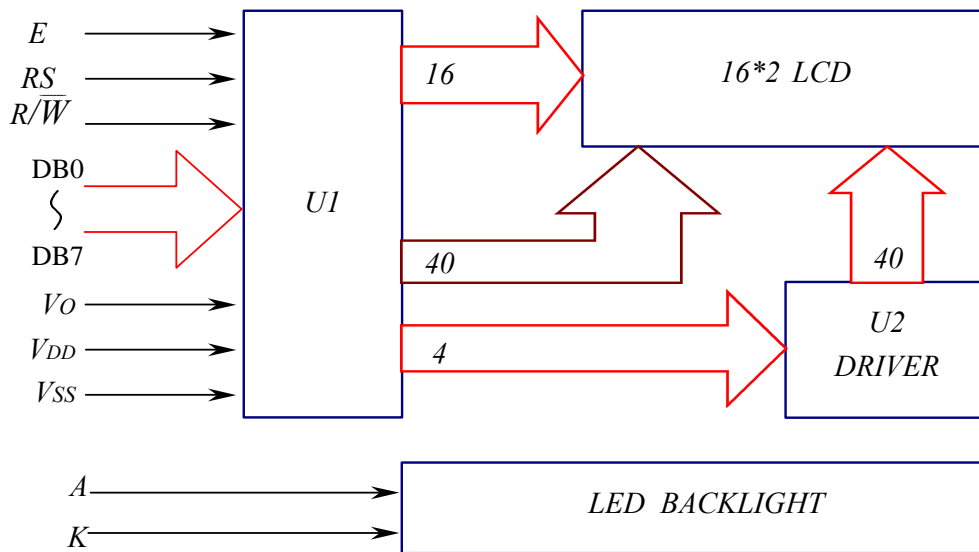 E
RS
R/W̅
DB0
DB7
VO
VDD
VSS
U1
16
40
4
16*2 LCD
40
U2
DRIVER
A
K
LED BACKLIGHT